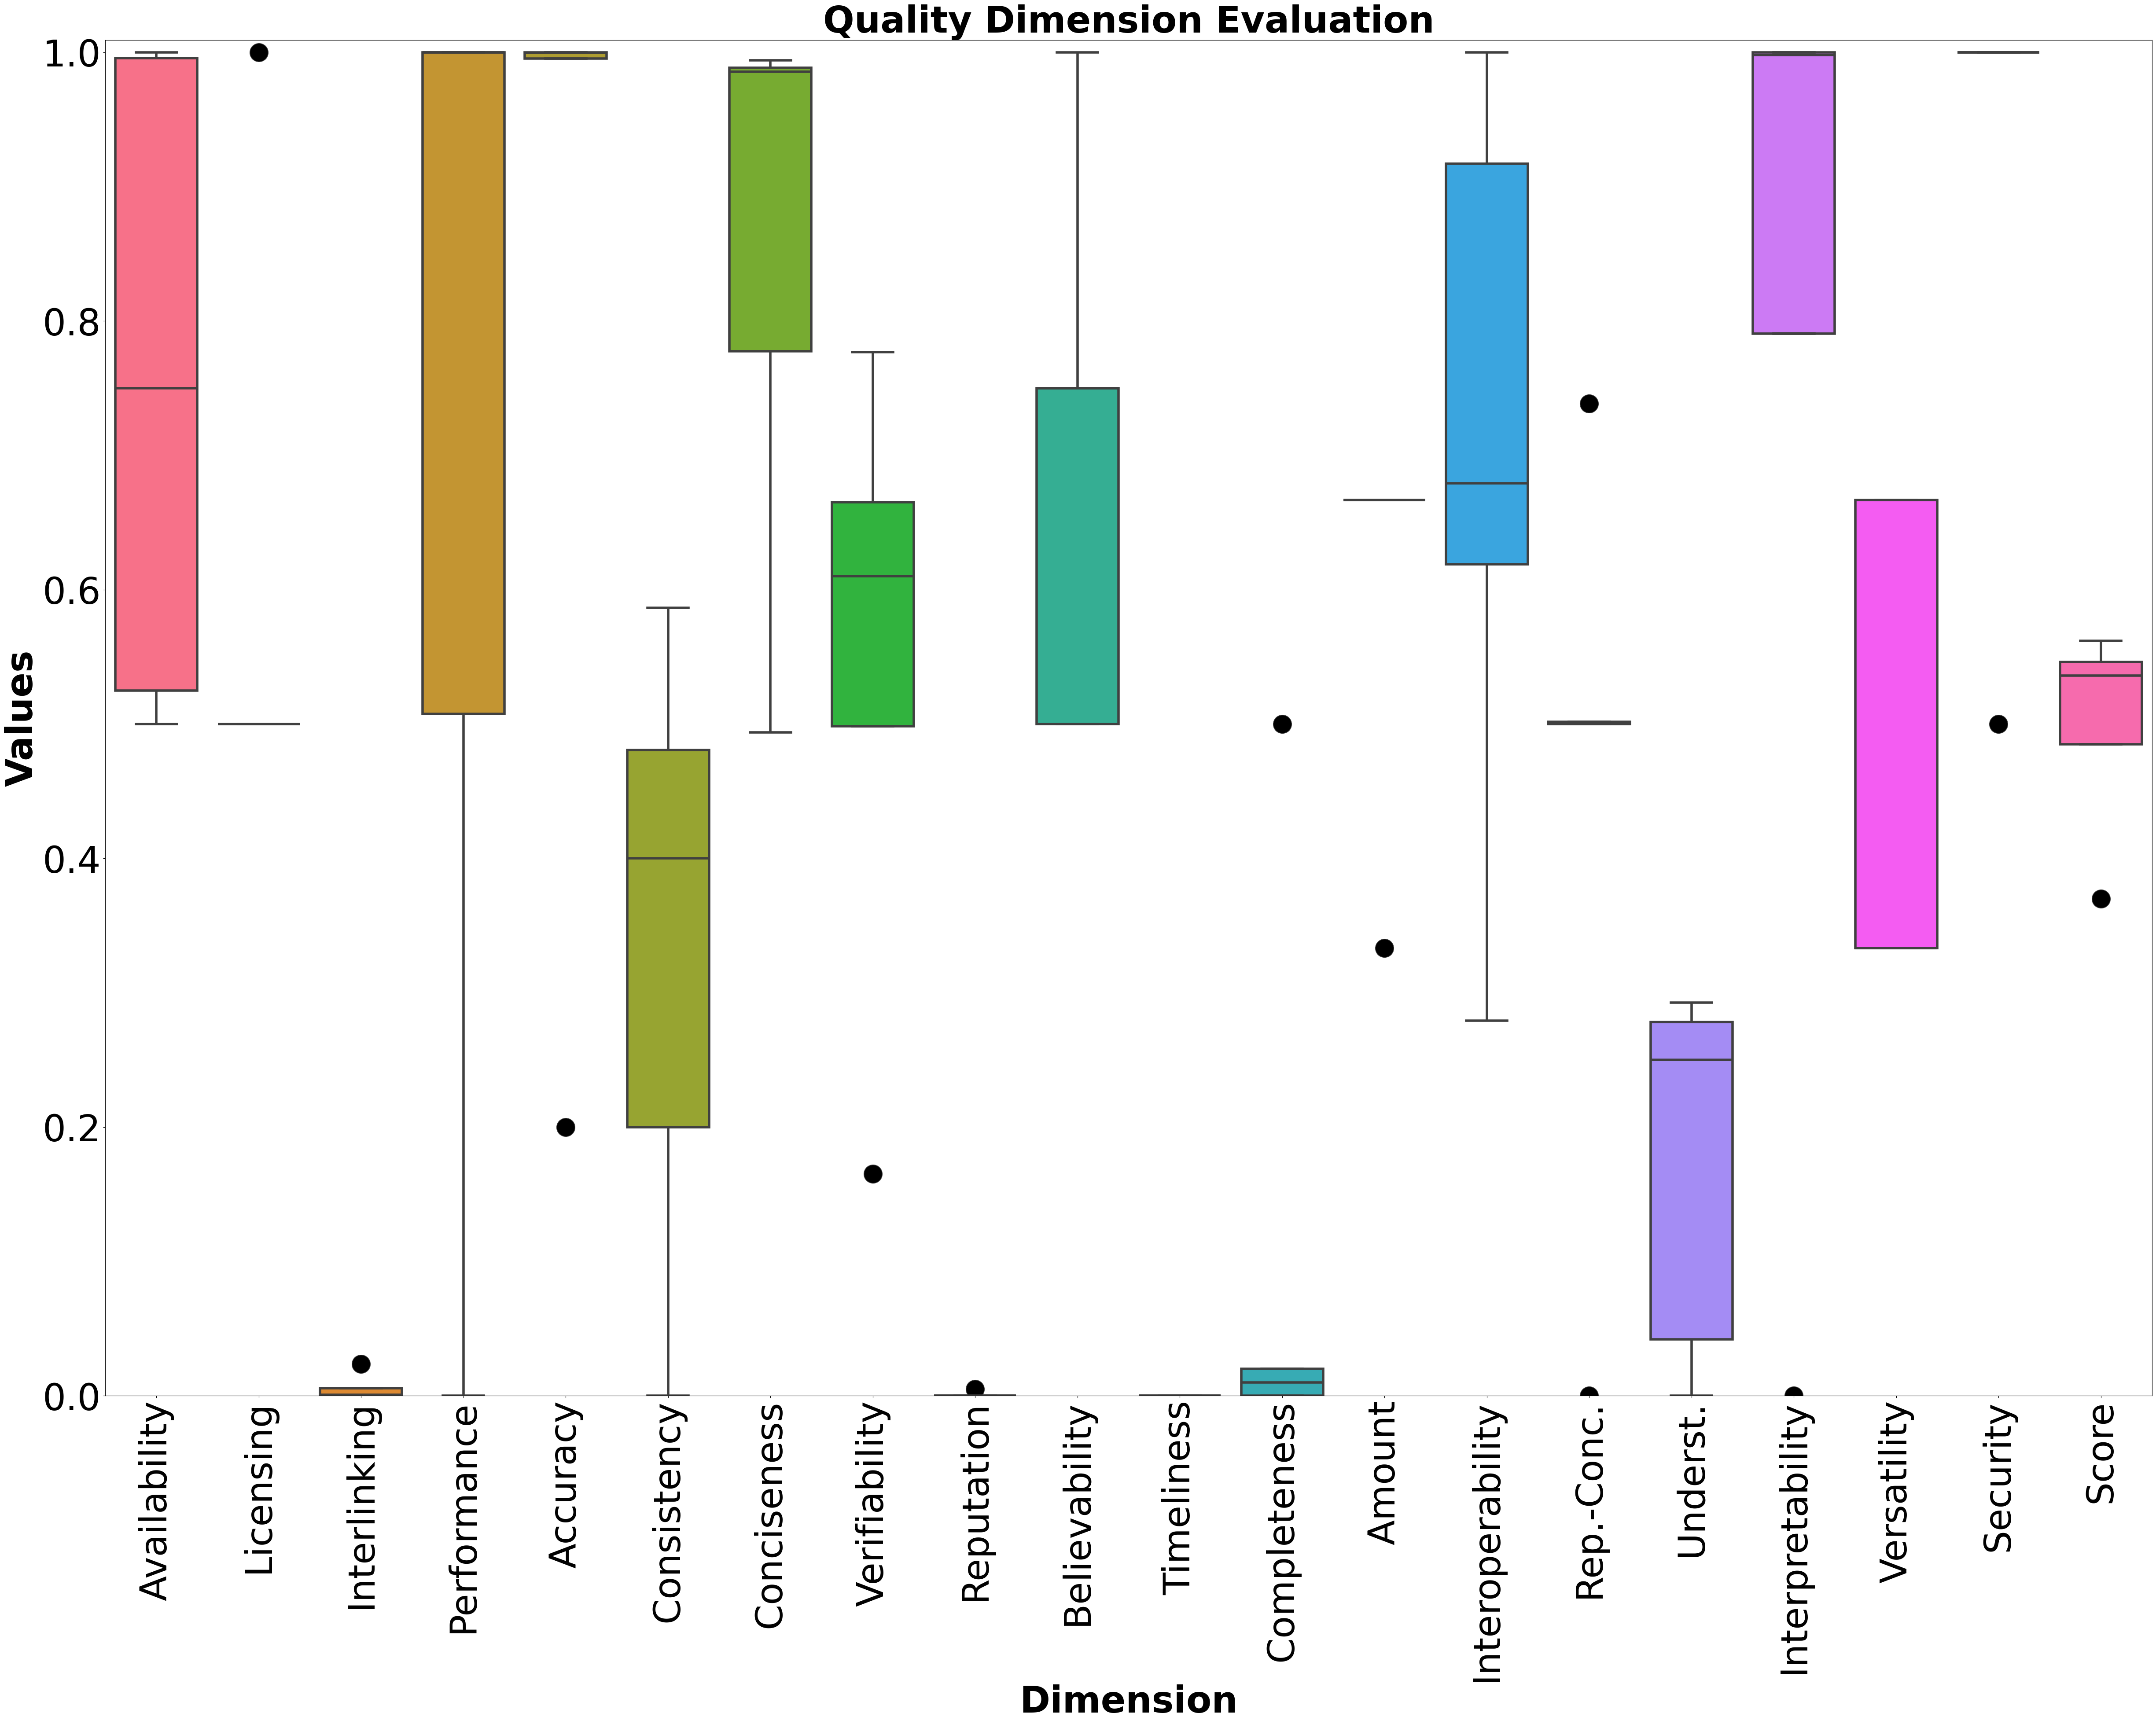 Quality Dimension Evaluation
1.0
0.8
0.6
0.4
0.2
0.0
Values
Availability
Licensing
Interlinking
Performance
Accuracy
Consistency
Conciseness
Verifiability
Reputation
Believability
Timeliness
Completeness
Amount
Interoperability
Rep.-Conc.
Underst.
Interpretability
Versatility
Security
Score
Dimension